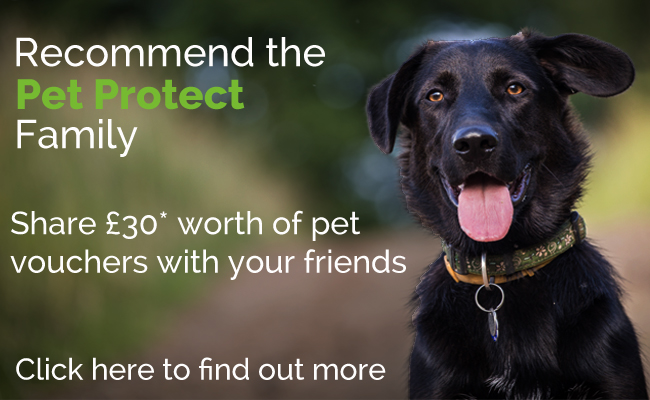 Recommend the
Pet Protect
Family
Share £30* worth of pet
vouchers with your friends
Click here to find out more